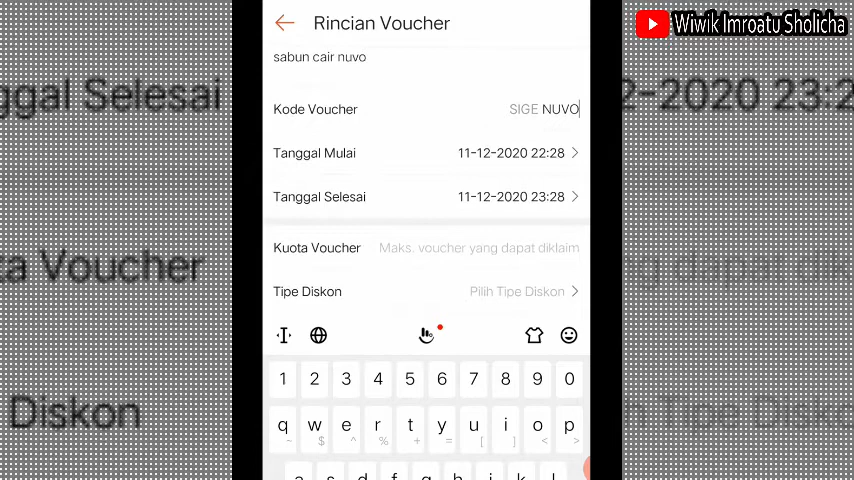 Wiwik Imroatu Sholicha
Rincian Voucher
sabun cair nuvo
Kode Voucher SIGE NUVO
Tanggal Mulai 11-12-2020 22:28
Tanggal Selesai 11-12-2020 23:28
Kuota Voucher Maks. voucher yang dapat diklaim
Tipe Diskon Pilih Tipe Diskon
1 2 3 4 5 6 7 8 9 0
q w e r t y u i o p
- $ ^ % + = [ ] < >
a s d f g h j k l